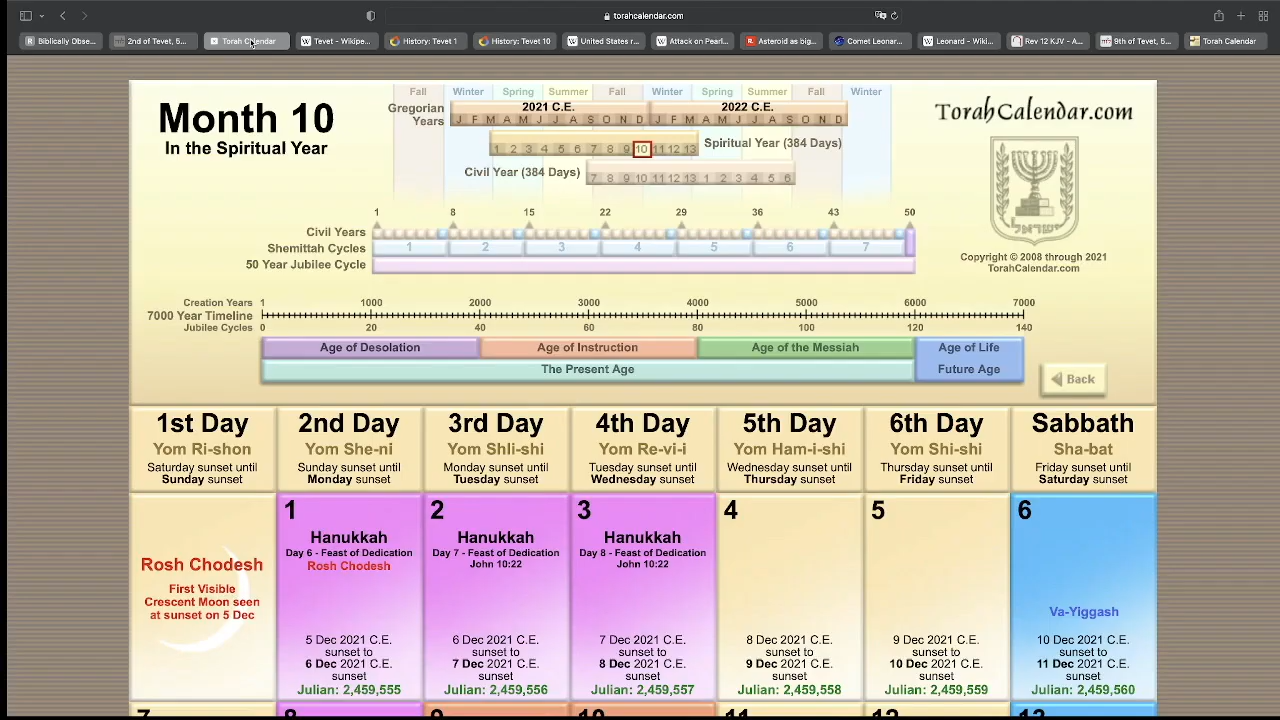 torahcalendar.com
Biblically Obse...
2nd of Tevet, 5...
Torah Calendar
Tevet - Wikipe...
History: Tevet 1
History: Tevet 10
United States r...
Attack on Pearl...
Asteroid as big...
Comet Leonar...
Leonard - Wiki...
Rev 12 KJV - A...
9th of Tevet, 5...
Torah Calendar
Month 10
In the Spiritual Year
Fall Winter Spring Summer Fall Winter Spring Summer Fall Winter
Gregorian Years
2021 C.E. 2022 C.E.
J F M A M J J A S O N D J F M A M J J A S O N D
1 2 3 4 5 6 7 8 9 10 11 12 13 Spiritual Year (384 Days)
Civil Year (384 Days) 7 8 9 10 11 12 13 1 2 3 4 5 6
TorahCalendar.com
ישראל
Copyright © 2008 through 2021
TorahCalendar.com
1 8 15 22 29 36 43 50
Civil Years
Shemittah Cycles 1 2 3 4 5 6 7
50 Year Jubilee Cycle
Creation Years 1 1000 2000 3000 4000 5000 6000 7000
7000 Year Timeline
Jubilee Cycles 0 20 40 60 80 100 120 140
Age of Desolation Age of Instruction Age of the Messiah Age of Life
The Present Age Future Age
Back
1st Day
Yom Ri-shon
Saturday sunset until
Sunday sunset
2nd Day
Yom She-ni
Sunday sunset until
Monday sunset
3rd Day
Yom Shli-shi
Monday sunset until
Tuesday sunset
4th Day
Yom Re-vi-i
Tuesday sunset until
Wednesday sunset
5th Day
Yom Ham-i-shi
Wednesday sunset until
Thursday sunset
6th Day
Yom Shi-shi
Thursday sunset until
Friday sunset
Sabbath
Sha-bat
Friday sunset until
Saturday sunset
Rosh Chodesh
First Visible
Crescent Moon seen
at sunset on 5 Dec
1
Hanukkah
Day 6 - Feast of Dedication
Rosh Chodesh
5 Dec 2021 C.E.
sunset to
6 Dec 2021 C.E.
sunset
Julian: 2,459,555
2
Hanukkah
Day 7 - Feast of Dedication
John 10:22
6 Dec 2021 C.E.
sunset to
7 Dec 2021 C.E.
sunset
Julian: 2,459,556
3
Hanukkah
Day 8 - Feast of Dedication
John 10:22
7 Dec 2021 C.E.
sunset to
8 Dec 2021 C.E.
sunset
Julian: 2,459,557
4
8 Dec 2021 C.E.
sunset to
9 Dec 2021 C.E.
sunset
Julian: 2,459,558
5
9 Dec 2021 C.E.
sunset to
10 Dec 2021 C.E.
sunset
Julian: 2,459,559
6
Va-Yiggash
10 Dec 2021 C.E.
sunset to
11 Dec 2021 C.E.
sunset
Julian: 2,459,560
7 8 9 10 11 12 13